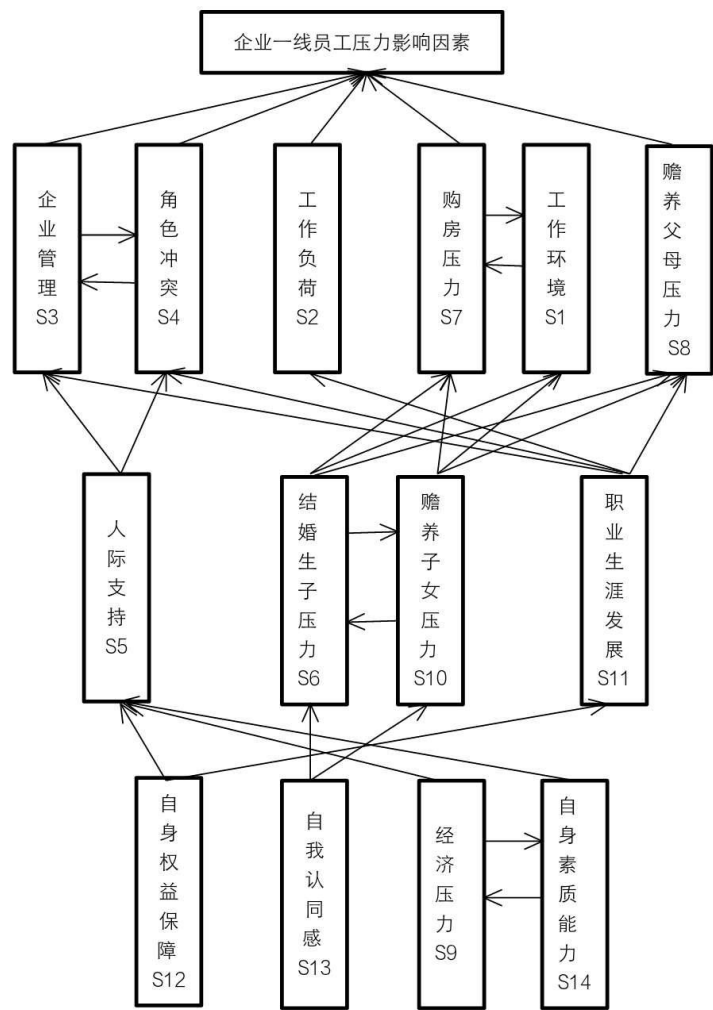 企业一线员工压力影响因素
企业管理S3
角色冲突S4
工作负荷S2
购房压力S7
工作环境S1
赡养父母压力S8
人际支持S5
结婚生子压力S6
赡养子女压力S10
职业生涯发展S11
自身权益保障S12
自我认同感S13
经济压力S9
自身素质能力S14